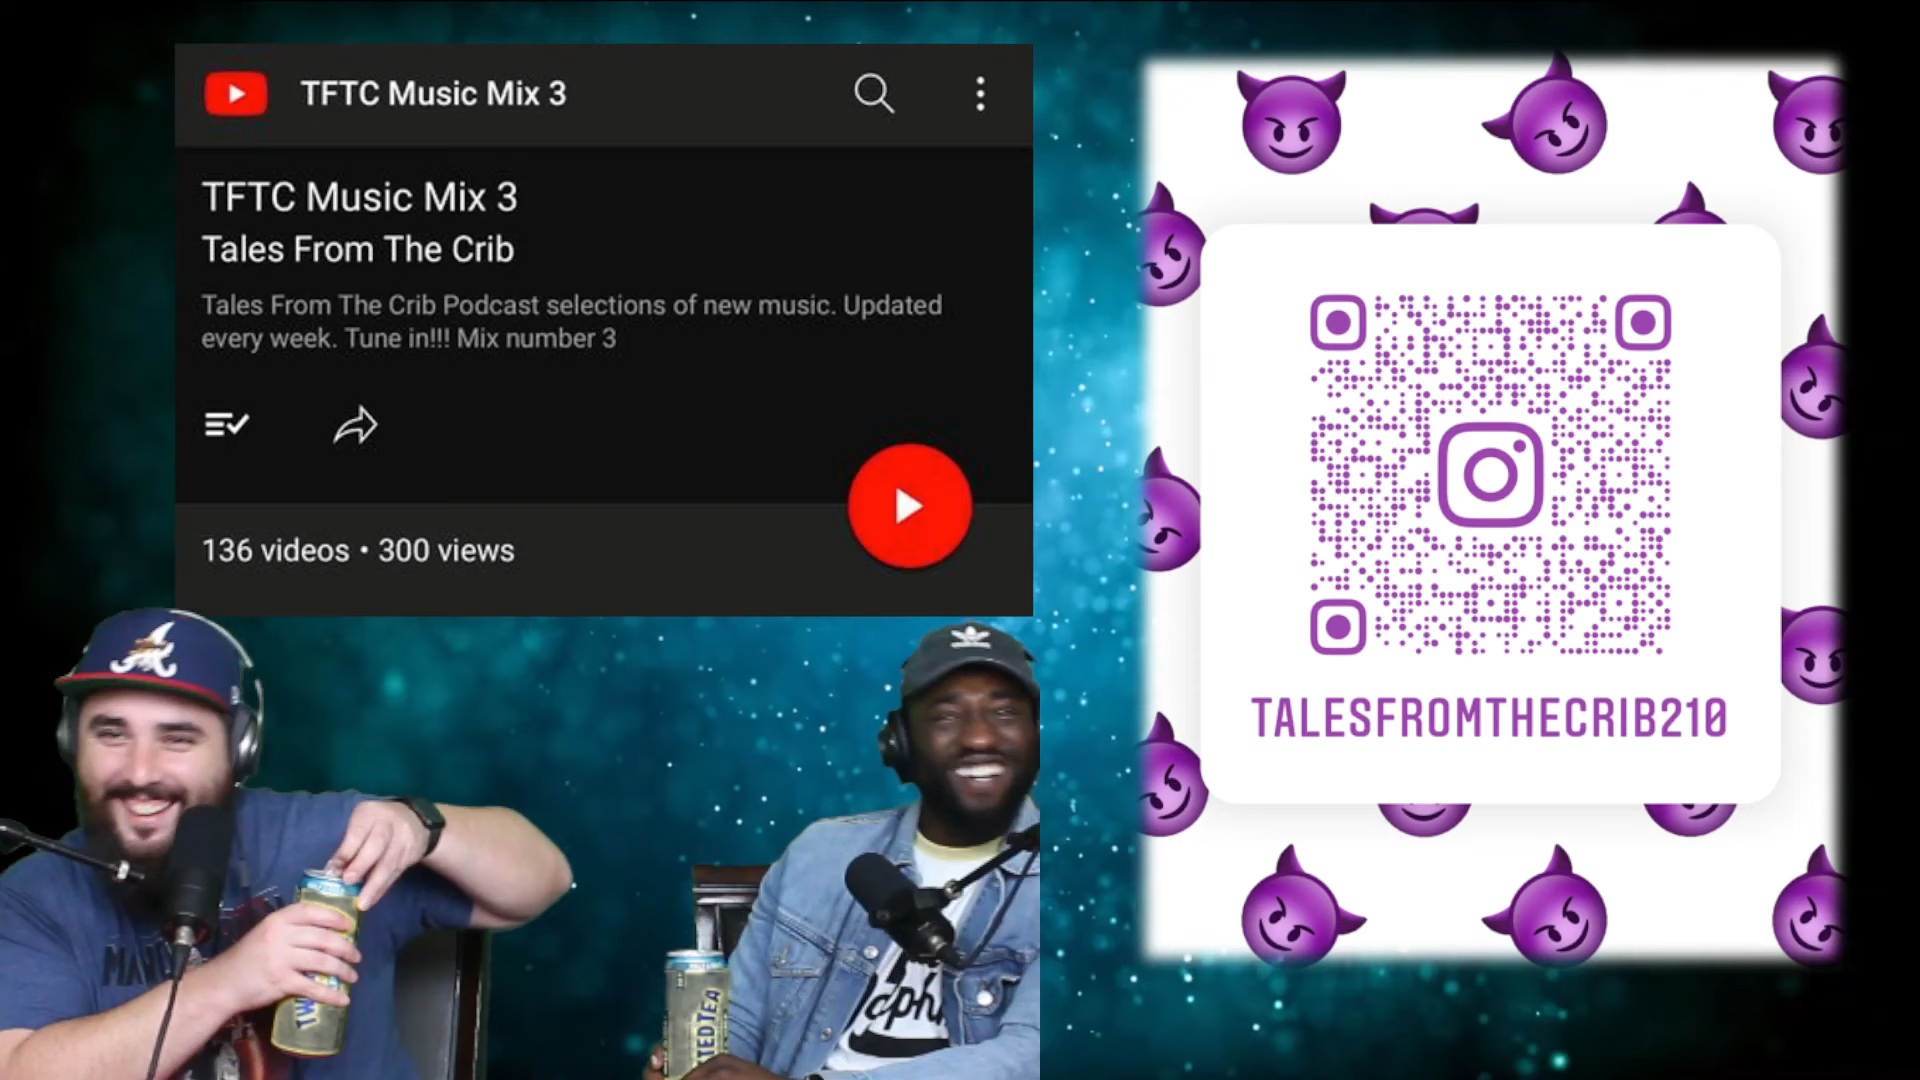 TFTC Music Mix 3
TFTC Music Mix 3
Tales From The Crib
Tales From The Crib Podcast selections of new music. Updated
every week. Tune in!!! Mix number 3
136 videos • 300 views
TALESFROMTHECRIB210